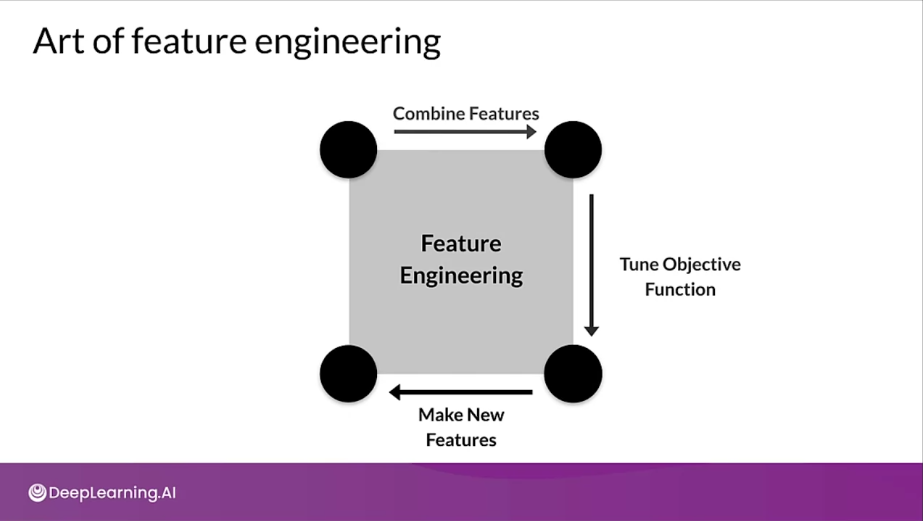 Art of feature engineering
Combine Features
Feature
Engineering
Tune Objective
Function
Make New
Features
DeepLearning.AI